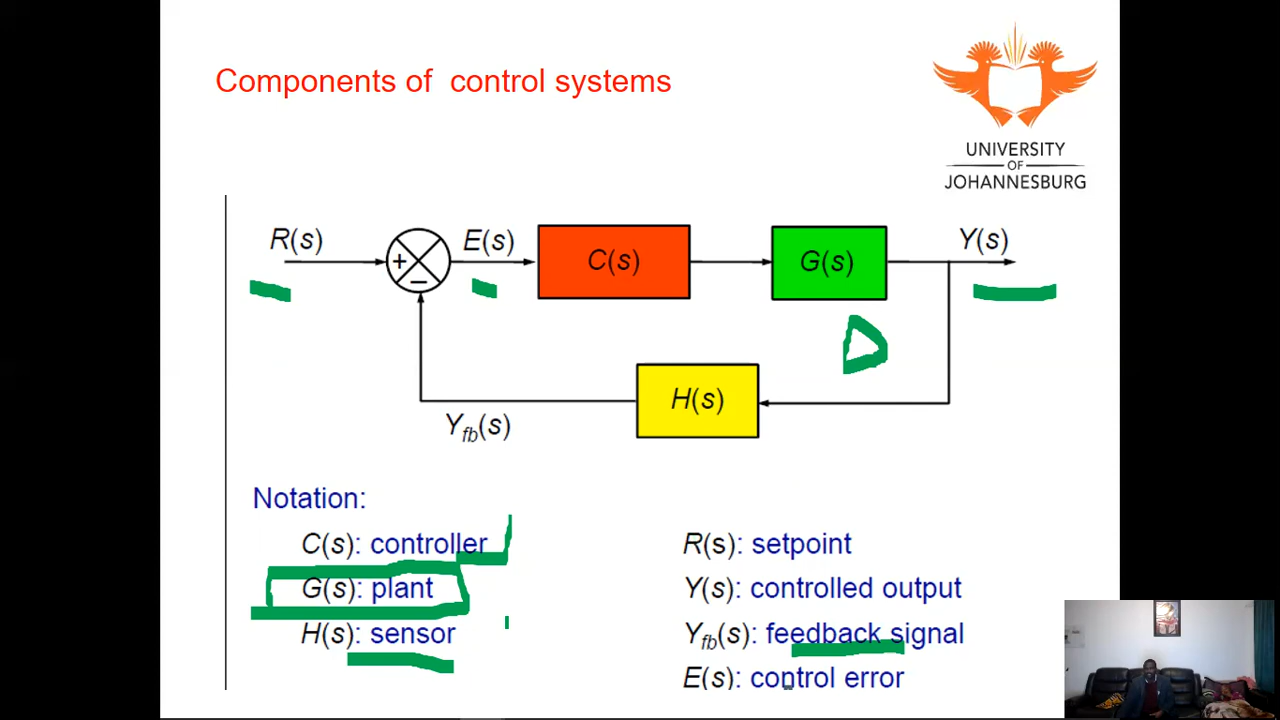 Components of control systems
UNIVERSITY
OF
JOHANNESBURG
R(s)
+
−
E(s)
C(s)
G(s)
Y(s)
H(s)
Yfb(s)
Notation:
C(s): controller
G(s): plant
H(s): sensor
R(s): setpoint
Y(s): controlled output
Yfb(s): feedback signal
E(s): control error